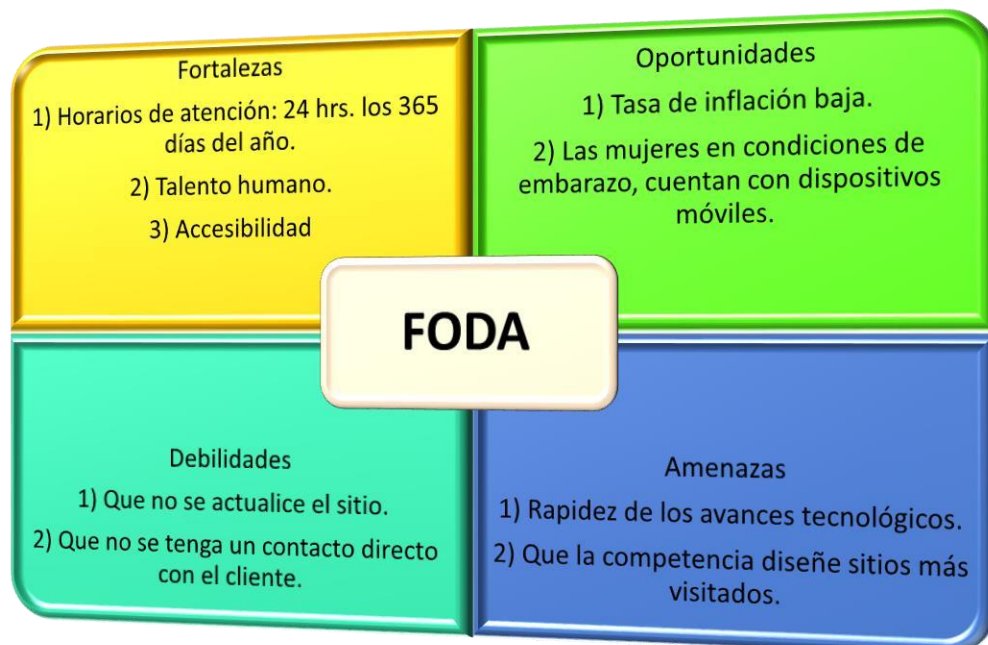 Fortalezas
1) Horarios de atención: 24 hrs. los 365
días del año.
2) Talento humano.
3) Accesibilidad
Oportunidades
1) Tasa de inflación baja.
2) Las mujeres en condiciones de
embarazo, cuentan con dispositivos
móviles.
FODA
Debilidades
1) Que no se actualice el sitio.
2) Que no se tenga un contacto directo
con el cliente.
Amenazas
1) Rapidez de los avances tecnológicos.
2) Que la competencia diseñe sitios más
visitados.